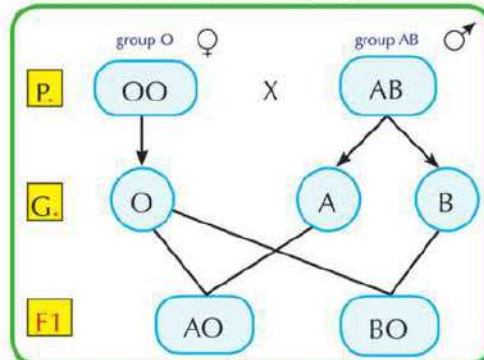 group O ♀ group AB ♂
P. OO X AB
G. O A B
F1 AO BO